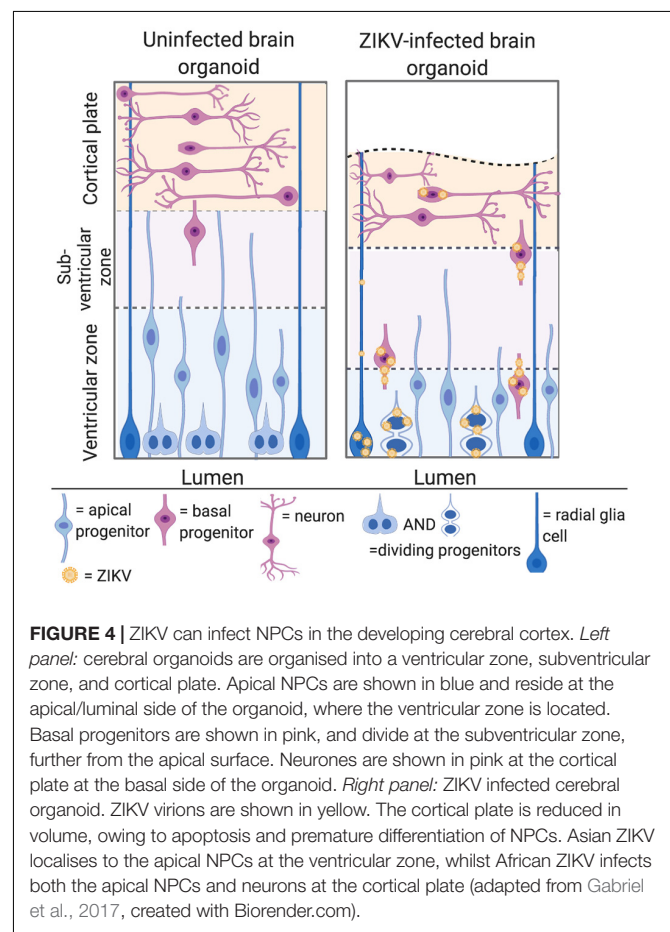 Uninfected brain
organoid
ZIKV-infected brain
organoid
Cortical plate
Sub-
ventricular
zone
Ventricular zone
Lumen
Lumen
= apical
progenitor
= basal
progenitor
= neuron
AND
=dividing progenitors
= radial glia
cell
= ZIKV
FIGURE 4 | ZIKV can infect NPCs in the developing cerebral cortex. Left
panel: cerebral organoids are organised into a ventricular zone, subventricular
zone, and cortical plate. Apical NPCs are shown in blue and reside at the
apical/luminal side of the organoid, where the ventricular zone is located.
Basal progenitors are shown in pink, and divide at the subventricular zone,
further from the apical surface. Neurones are shown in pink at the cortical
plate at the basal side of the organoid. Right panel: ZIKV infected cerebral
organoid. ZIKV virions are shown in yellow. The cortical plate is reduced in
volume, owing to apoptosis and premature differentiation of NPCs. Asian ZIKV
localises to the apical NPCs at the ventricular zone, whilst African ZIKV infects
both the apical NPCs and neurons at the cortical plate (adapted from Gabriel
et al., 2017, created with Biorender.com).